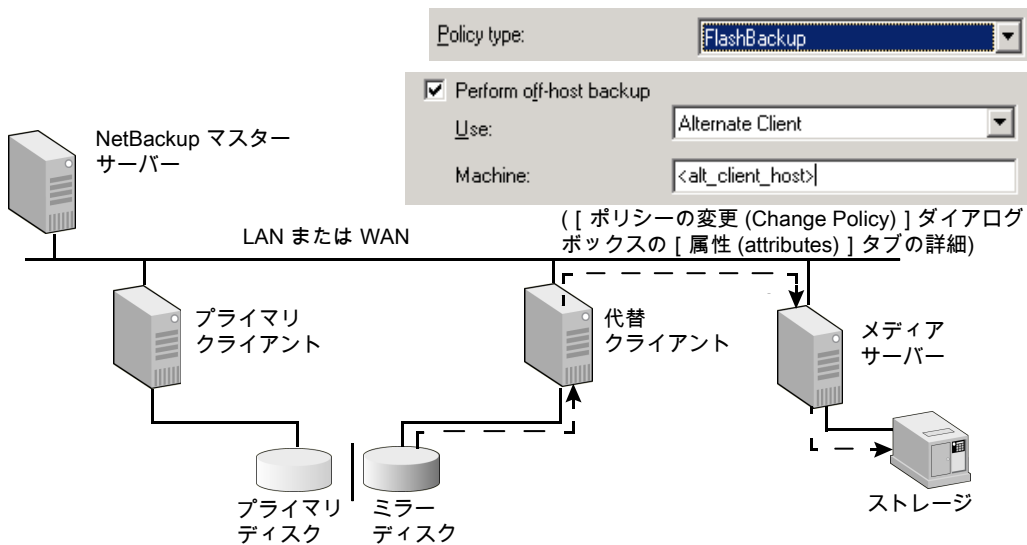 Policy type:
FlashBackup
Perform off-host backup
Use:
Alternate Client
Machine:
<alt_client_host>
([ ポリシーの変更 (Change Policy) ] ダイアログ
ボックスの [ 属性 (attributes) ] タブの詳細)
NetBackup マスター
サーバー
LAN または WAN
プライマリ
クライアント
代替
クライアント
メディア
サーバー
プライマリ
ディスク
ミラー
ディスク
ストレージ